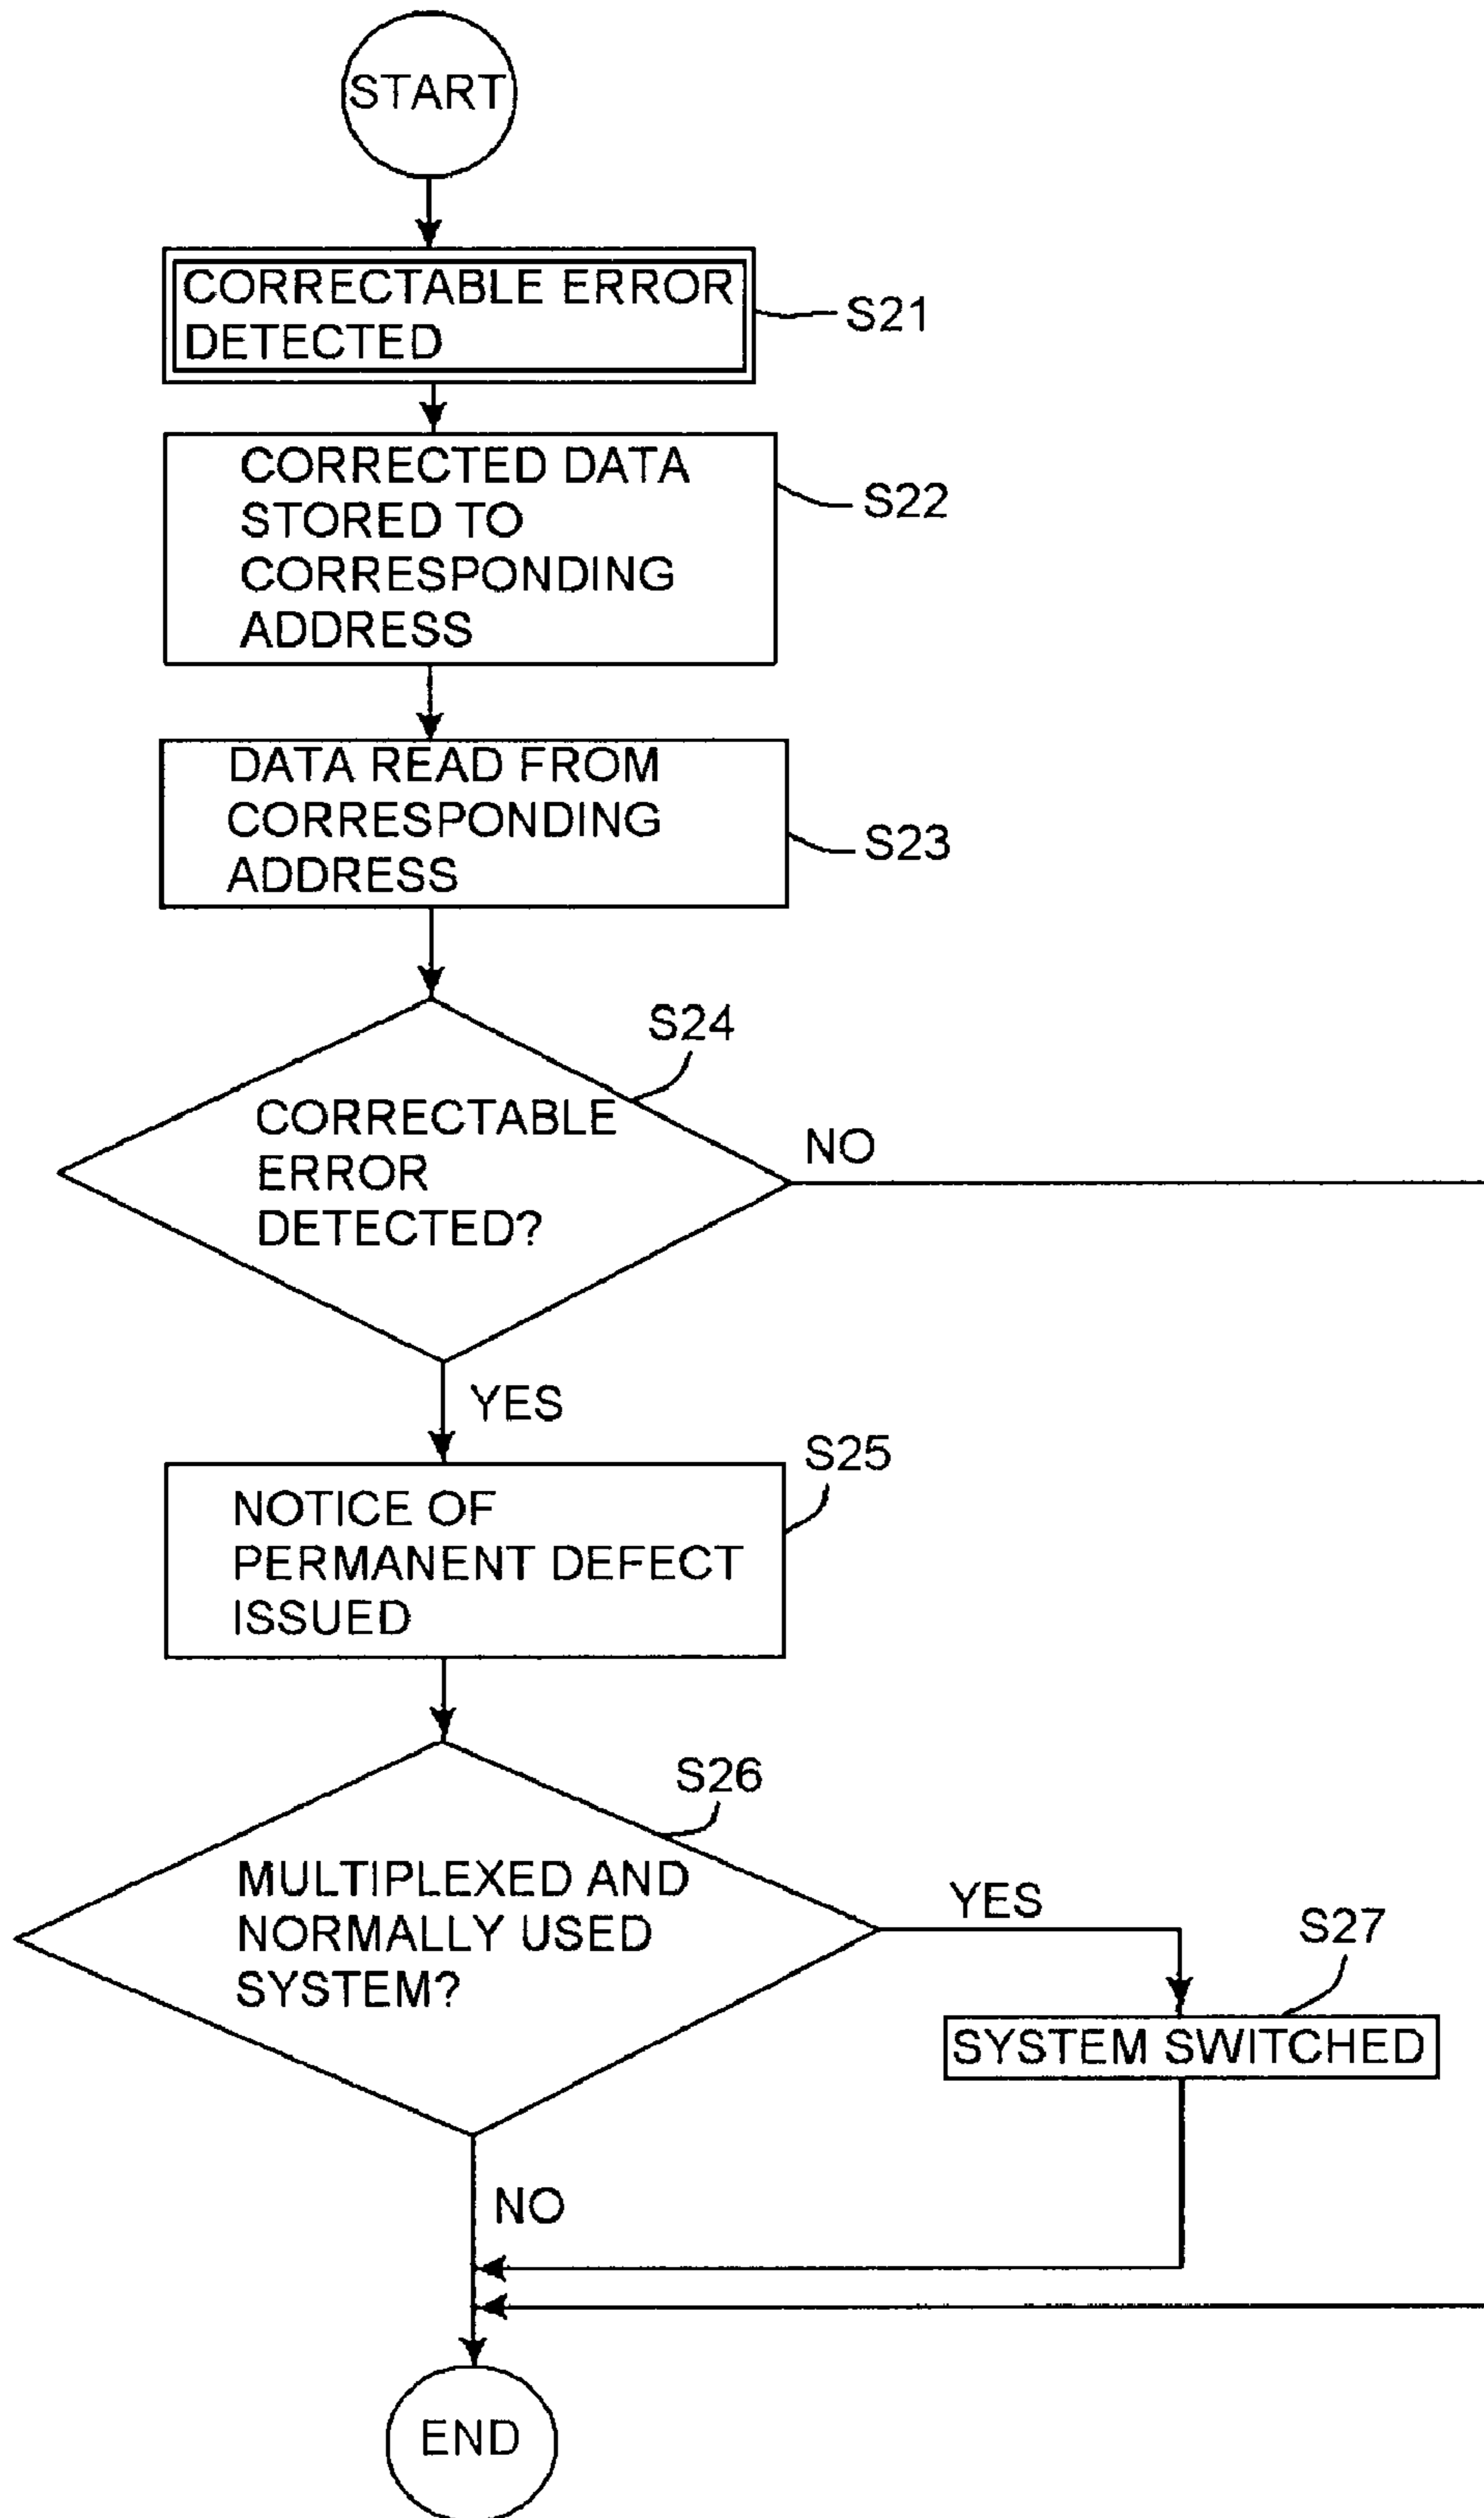 START
CORRECTABLE ERROR
DETECTED
S21
CORRECTED DATA
STORED TO
CORRESPONDING
ADDRESS
S22
DATA READ FROM
CORRESPONDING
ADDRESS
S23
S24
CORRECTABLE
ERROR
DETECTED?
NO
YES
S25
NOTICE OF
PERMANENT DEFECT
ISSUED
S26
MULTIPLEXED AND
NORMALLY USED
SYSTEM?
YES
S27
SYSTEM SWITCHED
NO
END